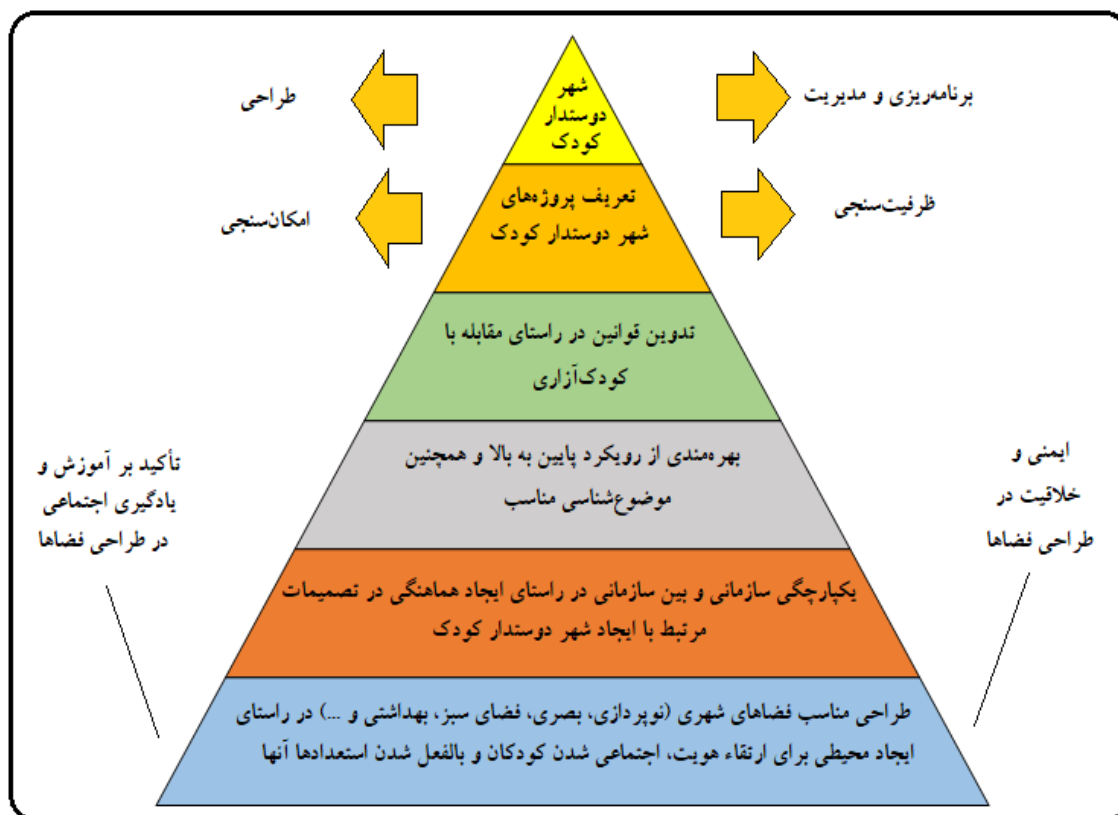 شهر
دوستدار
کودک
برنامه‌ریزی و مدیریت
طراحی
تعریف پروژه‌های
شهر دوستدار کودک
ظرفیت‌سنجی
امکان‌سنجی
تدوین قوانین در راستای مقابله با
کودک‌آزاری
بهره‌مندی از رویکرد پایین به بالا و همچنین
موضوع‌شناسی مناسب
ایمنی و
خلاقیت در
طراحی فضاها
تأکید بر آموزش و
یادگیری اجتماعی
در طراحی فضاها
یکپارچگی سازمانی و بین سازمانی در راستای ایجاد هماهنگی در تصمیمات
مرتبط با ایجاد شهر دوستدار کودک
طراحی مناسب فضاهای شهری (نوپردازی، بصری، فضای سبز، بهداشتی و ...) در راستای
ایجاد محیطی برای ارتقاء هویت، اجتماعی شدن کودکان و بالفعل شدن استعدادها آنها